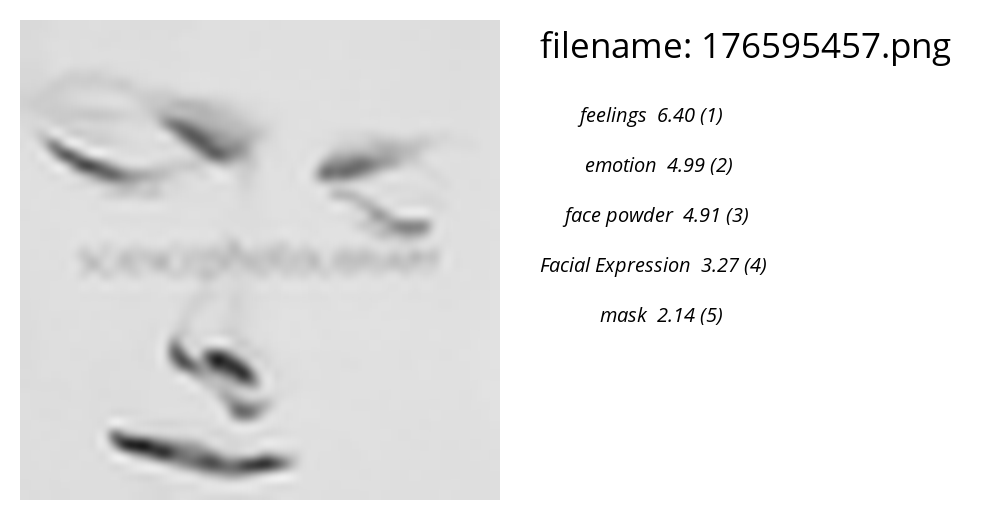 filename: 176595457.png
feelings 6.40 (1)
emotion 4.99 (2)
face powder 4.91 (3)
Facial Expression 3.27 (4)
mask 2.14 (5)